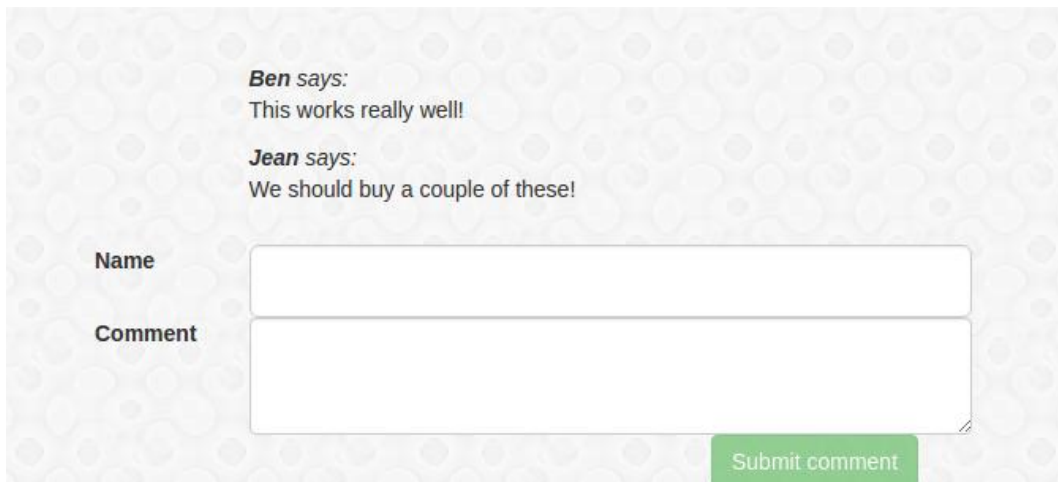 Ben says:
This works really well!
Jean says:
We should buy a couple of these!
Name
Comment
Submit comment